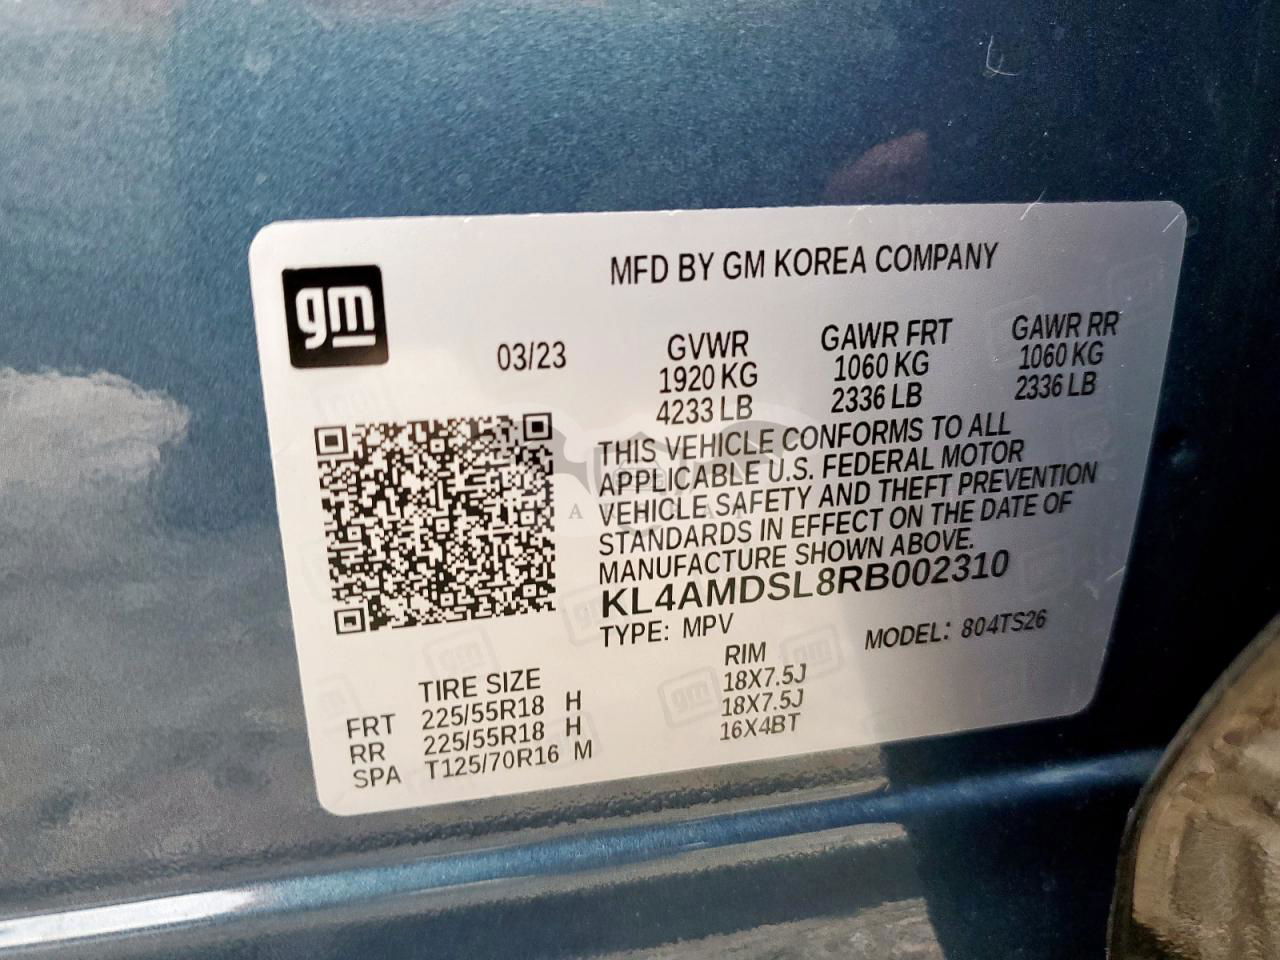 gm
MFD BY GM KOREA COMPANY
03/23
GVWR GAWR FRT GAWR RR
1920 KG 1060 KG 1060 KG
4233 LB 2336 LB 2336 LB
THIS VEHICLE CONFORMS TO ALL
APPLICABLE U.S. FEDERAL MOTOR
VEHICLE SAFETY AND THEFT PREVENTION
STANDARDS IN EFFECT ON THE DATE OF
MANUFACTURE SHOWN ABOVE.
KL4AMDSL8RB002310
TYPE: MPV MODEL: 804TS26
TIRE SIZE RIM
FRT 225/55R18 H 18X7.5J
RR 225/55R18 H 18X7.5J
SPA T125/70R16 M 16X4BT